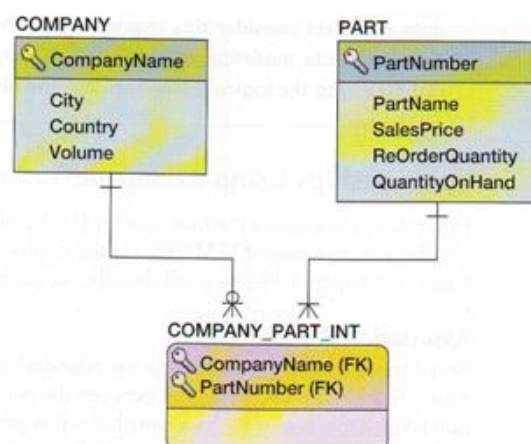 COMPANY
CompanyName
City
Country
Volume
PART
PartNumber
PartName
SalesPrice
ReOrderQuantity
QuantityOnHand
COMPANY_PART_INT
CompanyName (FK)
PartNumber (FK)